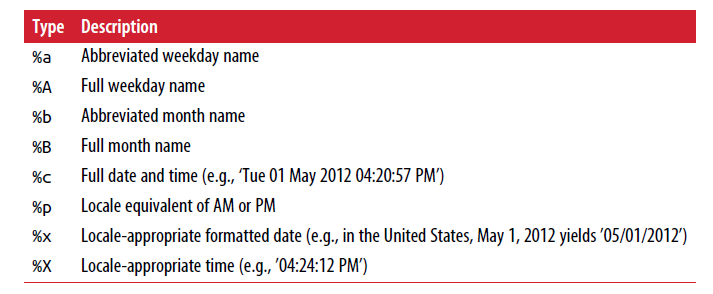 Type Description
%a Abbreviated weekday name
%A Full weekday name
%b Abbreviated month name
%B Full month name
%c Full date and time (e.g., ‘Tue 01 May 2012 04:20:57 PM’)
%p Locale equivalent of AM or PM
%x Locale-appropriate formatted date (e.g., in the United States, May 1, 2012 yields ’05/01/2012’)
%X Locale-appropriate time (e.g., ’04:24:12 PM’)